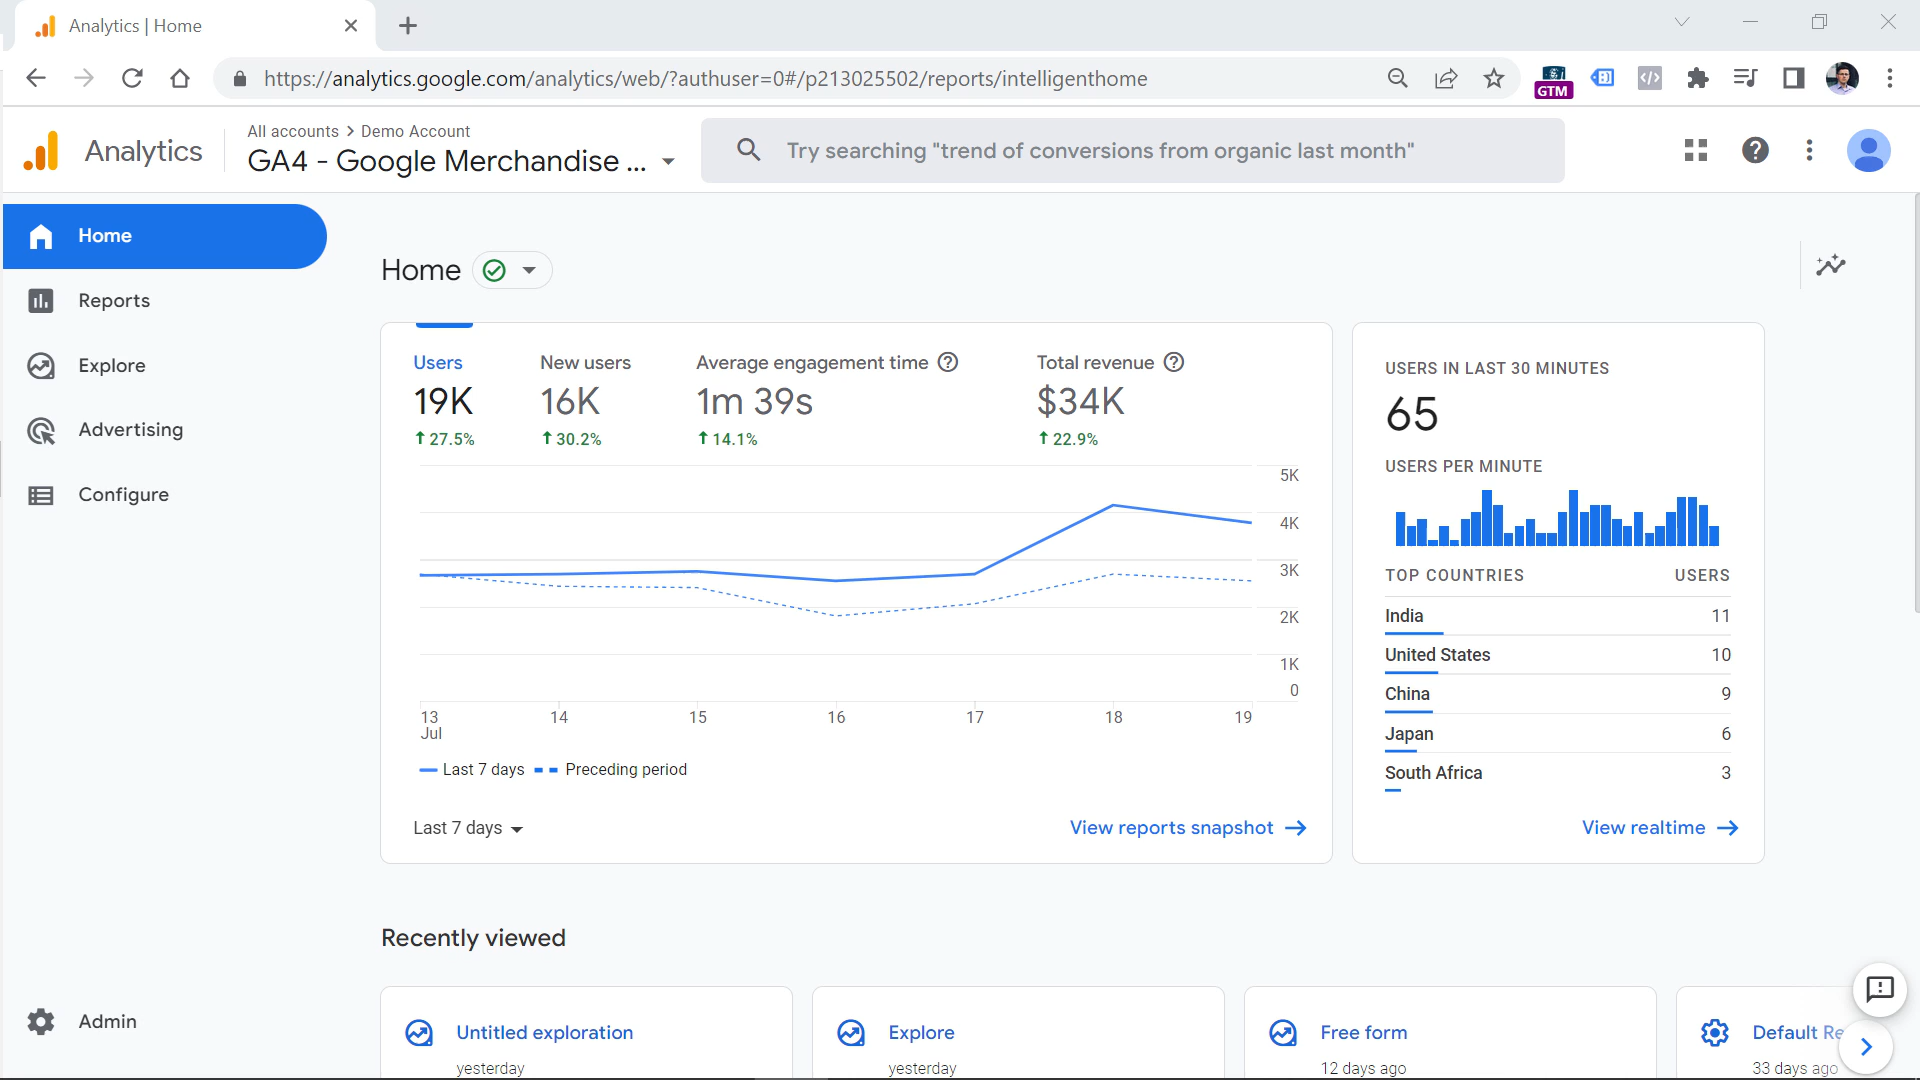 Analytics | Home
https://analytics.google.com/analytics/web/?authuser=0#/p213025502/reports/intelligenthome
GTM
Analytics
All accounts > Demo Account
GA4 - Google Merchandise ...
Try searching "trend of conversions from organic last month"
Home
Reports
Explore
Advertising
Configure
Admin
Home
Users
19K
27.5%
New users
16K
30.2%
Average engagement time
1m 39s
14.1%
Total revenue
$34K
22.9%
5K
4K
3K
2K
1K
0
13 14 15 16 17 18 19
Jul
Last 7 days Preceding period
Last 7 days
View reports snapshot
USERS IN LAST 30 MINUTES
65
USERS PER MINUTE
TOP COUNTRIES USERS
India 11
United States 10
China 9
Japan 6
South Africa 3
View realtime
Recently viewed
Untitled exploration
yesterday
Explore
yesterday
Free form
12 days ago
Default Re
33 days ago